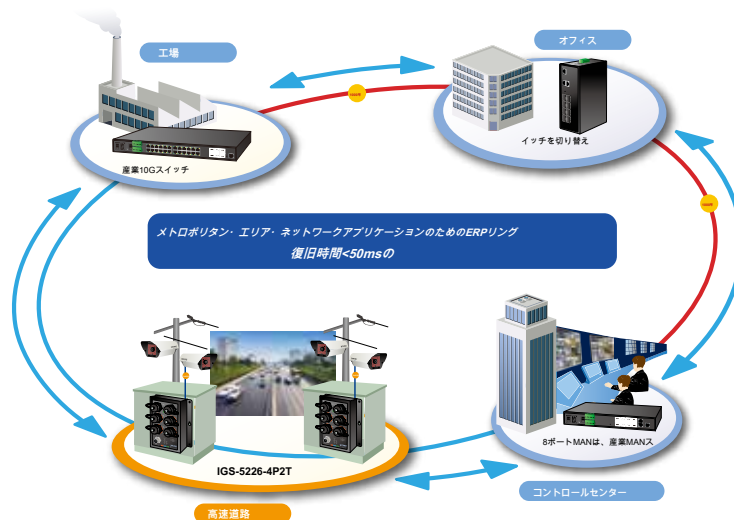 オフィス
工場
イッチを切り替え
産業10Gスイッチ
メトロポリタン・エリア・ネットワークアプリケーションのためのERPリング
復旧時間<50msの
8ポートMANは、産業MANス
IGS-5226-4P2T
コントロールセンター
高速道路